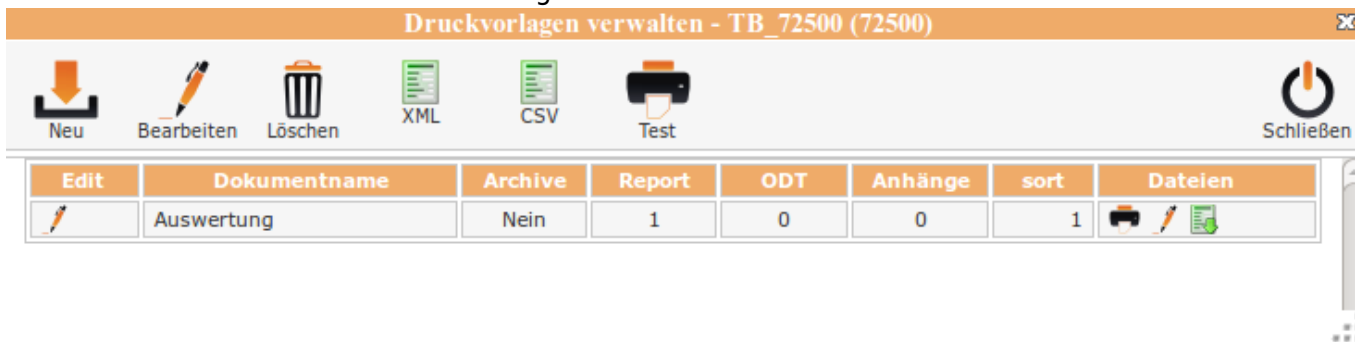 Druckvorlagen verwalten - TB_72500 (72500)
Neu Bearbeiten Löschen XML CSV Test Schließen
Edit Dokumentname Archive Report ODT Anhänge sort Dateien
Auswertung Nein 1 0 0 1